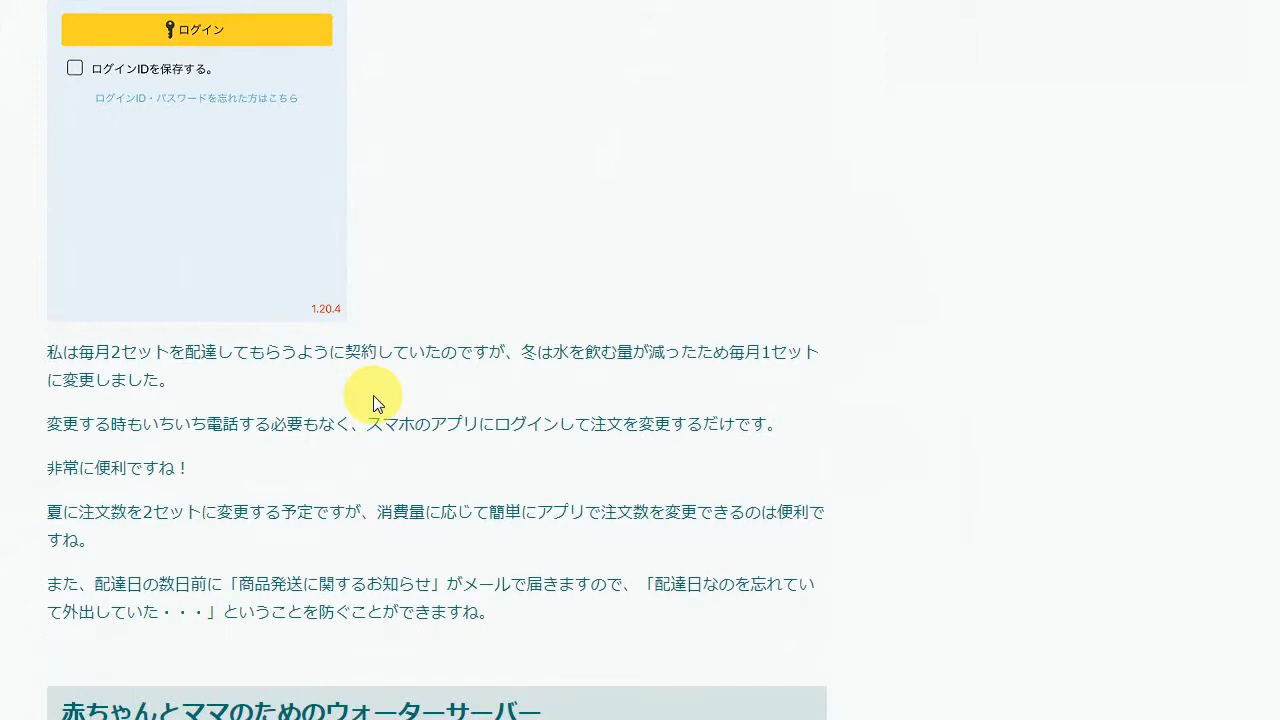 ログイン
ログインIDを保存する。
ログインID・パスワードを忘れた方はこちら
1.20.4
私は毎月2セットを配達してもらうように契約していたのですが、冬は水を飲む量が減ったため毎月1セット
に変更しました。
変更する時もいちいち電話する必要もなく、スマホのアプリにログインして注文を変更するだけです。
非常に便利ですね！
夏に注文数を2セットに変更する予定ですが、消費量に応じて簡単にアプリで注文数を変更できるのは便利で
すね。
また、配達日の数日前に「商品発送に関するお知らせ」がメールで届きますので、「配達日なのを忘れてい
て外出していた・・・」ということを防ぐことができますね。
赤ちゃんとママのためのウォーターサーバー